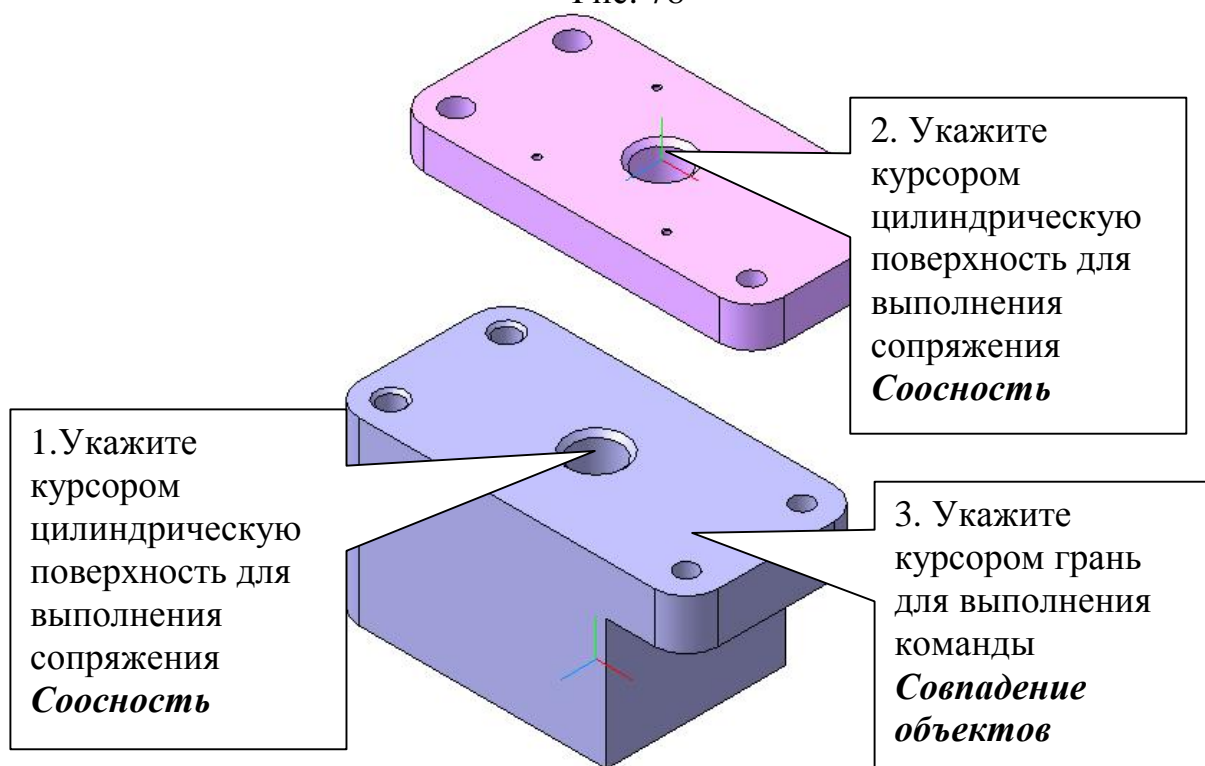 2. Укажите
курсором
цилиндрическую
поверхность для
выполнения
сопряжения
Соосность
1.Укажите
курсором
цилиндрическую
поверхность для
выполнения
сопряжения
Соосность
3. Укажите
курсором грань
для выполнения
команды
Совпадение
объектов